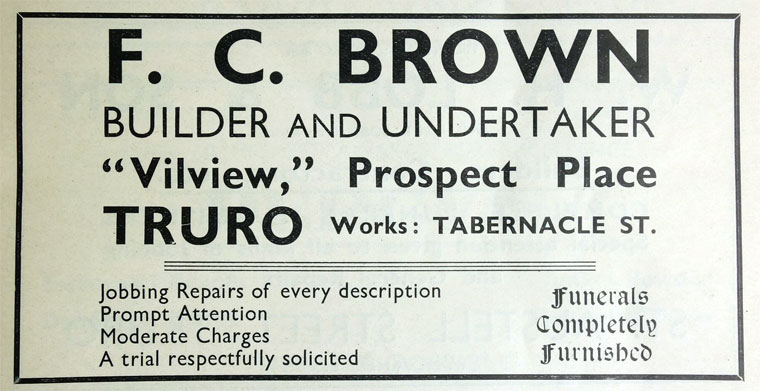 F. C. BROWN
BUILDER AND UNDERTAKER
"Vilview," Prospect Place
TRURO Works: TABERNACLE ST.
Jobbing Repairs of every description
Prompt Attention
Moderate Charges
A trial respectfully solicited
Funerals
Completely
Furnished